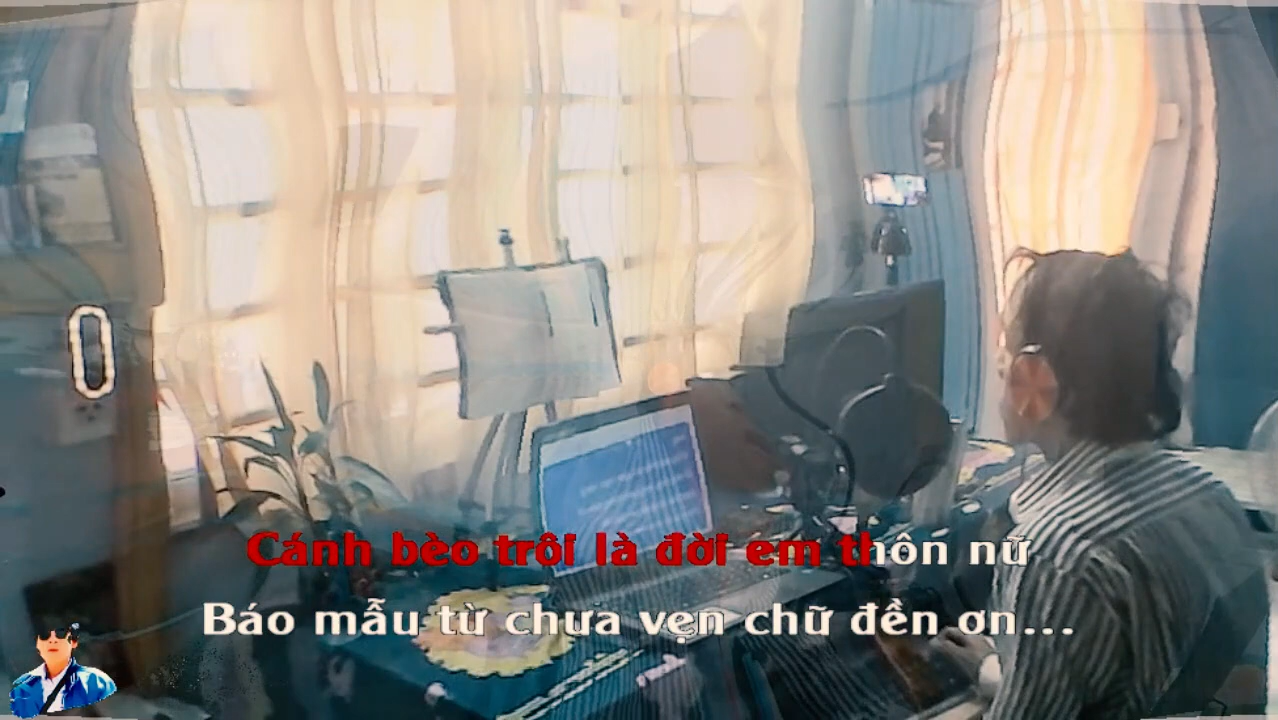 Cánh bèo trôi là đời em thôn nữ
Báo mẫu từ chưa vẹn chữ đền ơn...